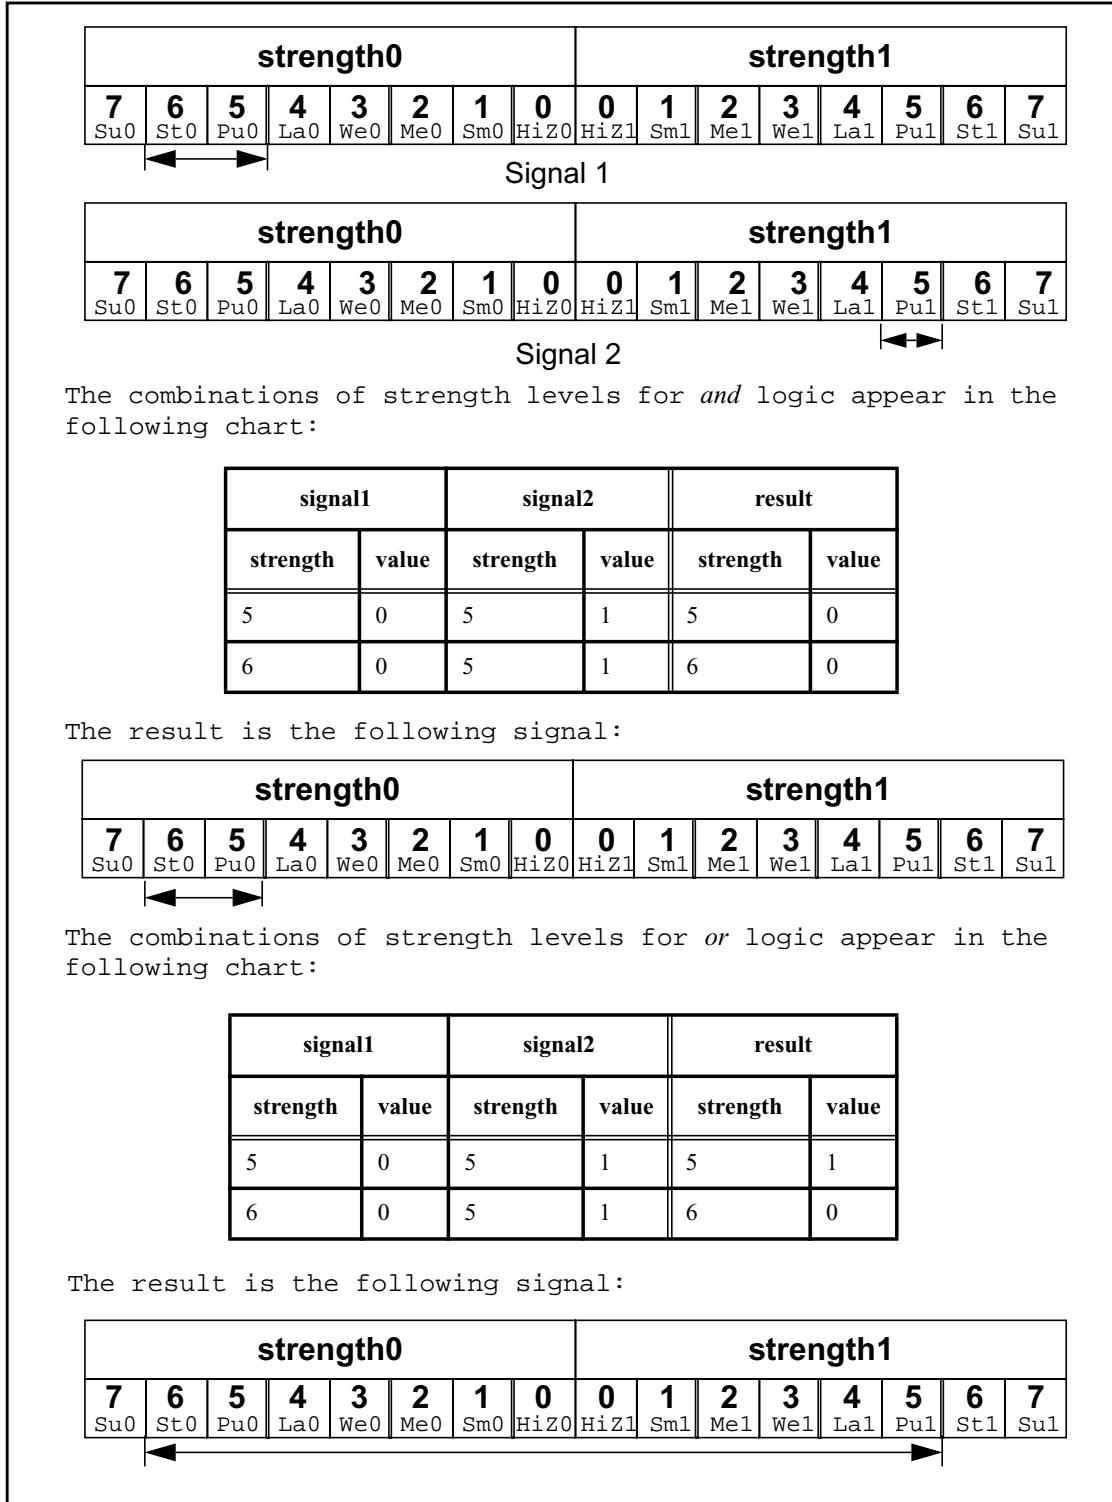 strength0 strength1
7 6 5 4 3 2 1 0 0 1 2 3 4 5 6 7
Su0 St0 Pu0 La0 We0 Me0 Sm0 HiZ0 HiZ1 Sm1 Me1 We1 La1 Pu1 St1 Su1
Signal 1
strength0 strength1
7 6 5 4 3 2 1 0 0 1 2 3 4 5 6 7
Su0 St0 Pu0 La0 We0 Me0 Sm0 HiZ0 HiZ1 Sm1 Me1 We1 La1 Pu1 St1 Su1
Signal 2
The combinations of strength levels for and logic appear in the
following chart:
signal1 signal2 result
strength value strength value strength value
5 0 5 1 5 0
6 0 5 1 6 0
The result is the following signal:
strength0 strength1
7 6 5 4 3 2 1 0 0 1 2 3 4 5 6 7
Su0 St0 Pu0 La0 We0 Me0 Sm0 HiZ0 HiZ1 Sm1 Me1 We1 La1 Pu1 St1 Su1
The combinations of strength levels for or logic appear in the
following chart:
signal1 signal2 result
strength value strength value strength value
5 0 5 1 5 1
6 0 5 1 6 0
The result is the following signal:
strength0 strength1
7 6 5 4 3 2 1 0 0 1 2 3 4 5 6 7
Su0 St0 Pu0 La0 We0 Me0 Sm0 HiZ0 HiZ1 Sm1 Me1 We1 La1 Pu1 St1 Su1